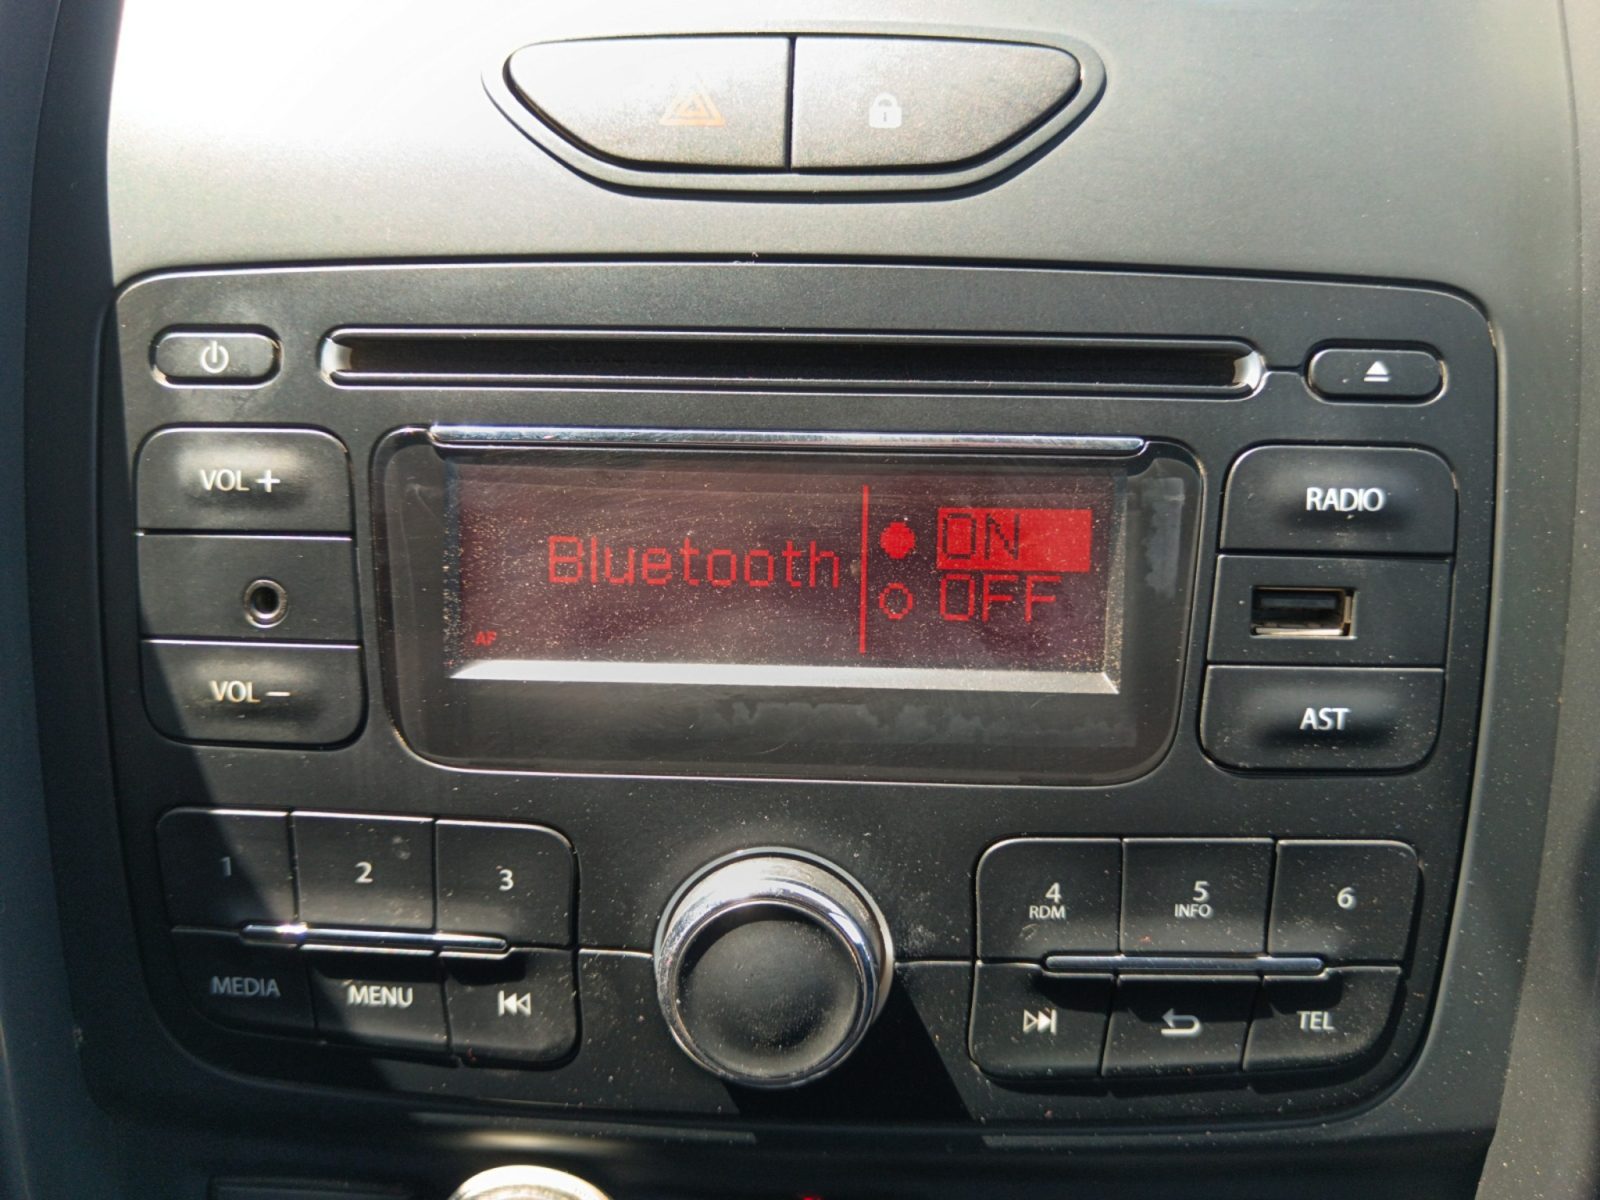 VOL +
VOL –
Bluetooth
ON
OFF
AF
RADIO
AST
1
2
3
MEDIA
MENU
4
RDM
5
INFO
6
TEL